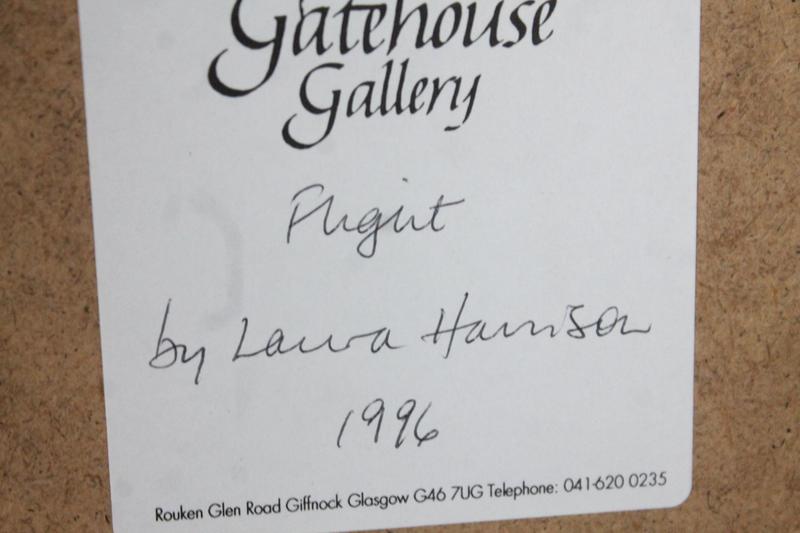 Gatehouse
Gallery
Flight
by Laura Harrison
1996
Rouken Glen Road Giffnock Glasgow G46 7UG Telephone: 041-620 0235